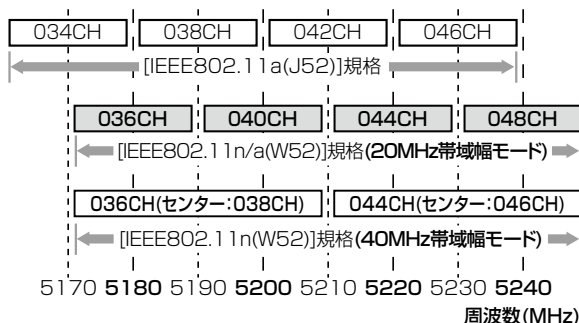 034CH 038CH 042CH 046CH
[IEEE802.11a(J52)]規格
036CH 040CH 044CH 048CH
[IEEE802.11n/a(W52)]規格(20MHz帯域幅モード)
036CH(センター:038CH) 044CH(センター:046CH)
[IEEE802.11n(W52)]規格(40MHz帯域幅モード)
5170 5180 5190 5200 5210 5220 5230 5240
周波数(MHz)